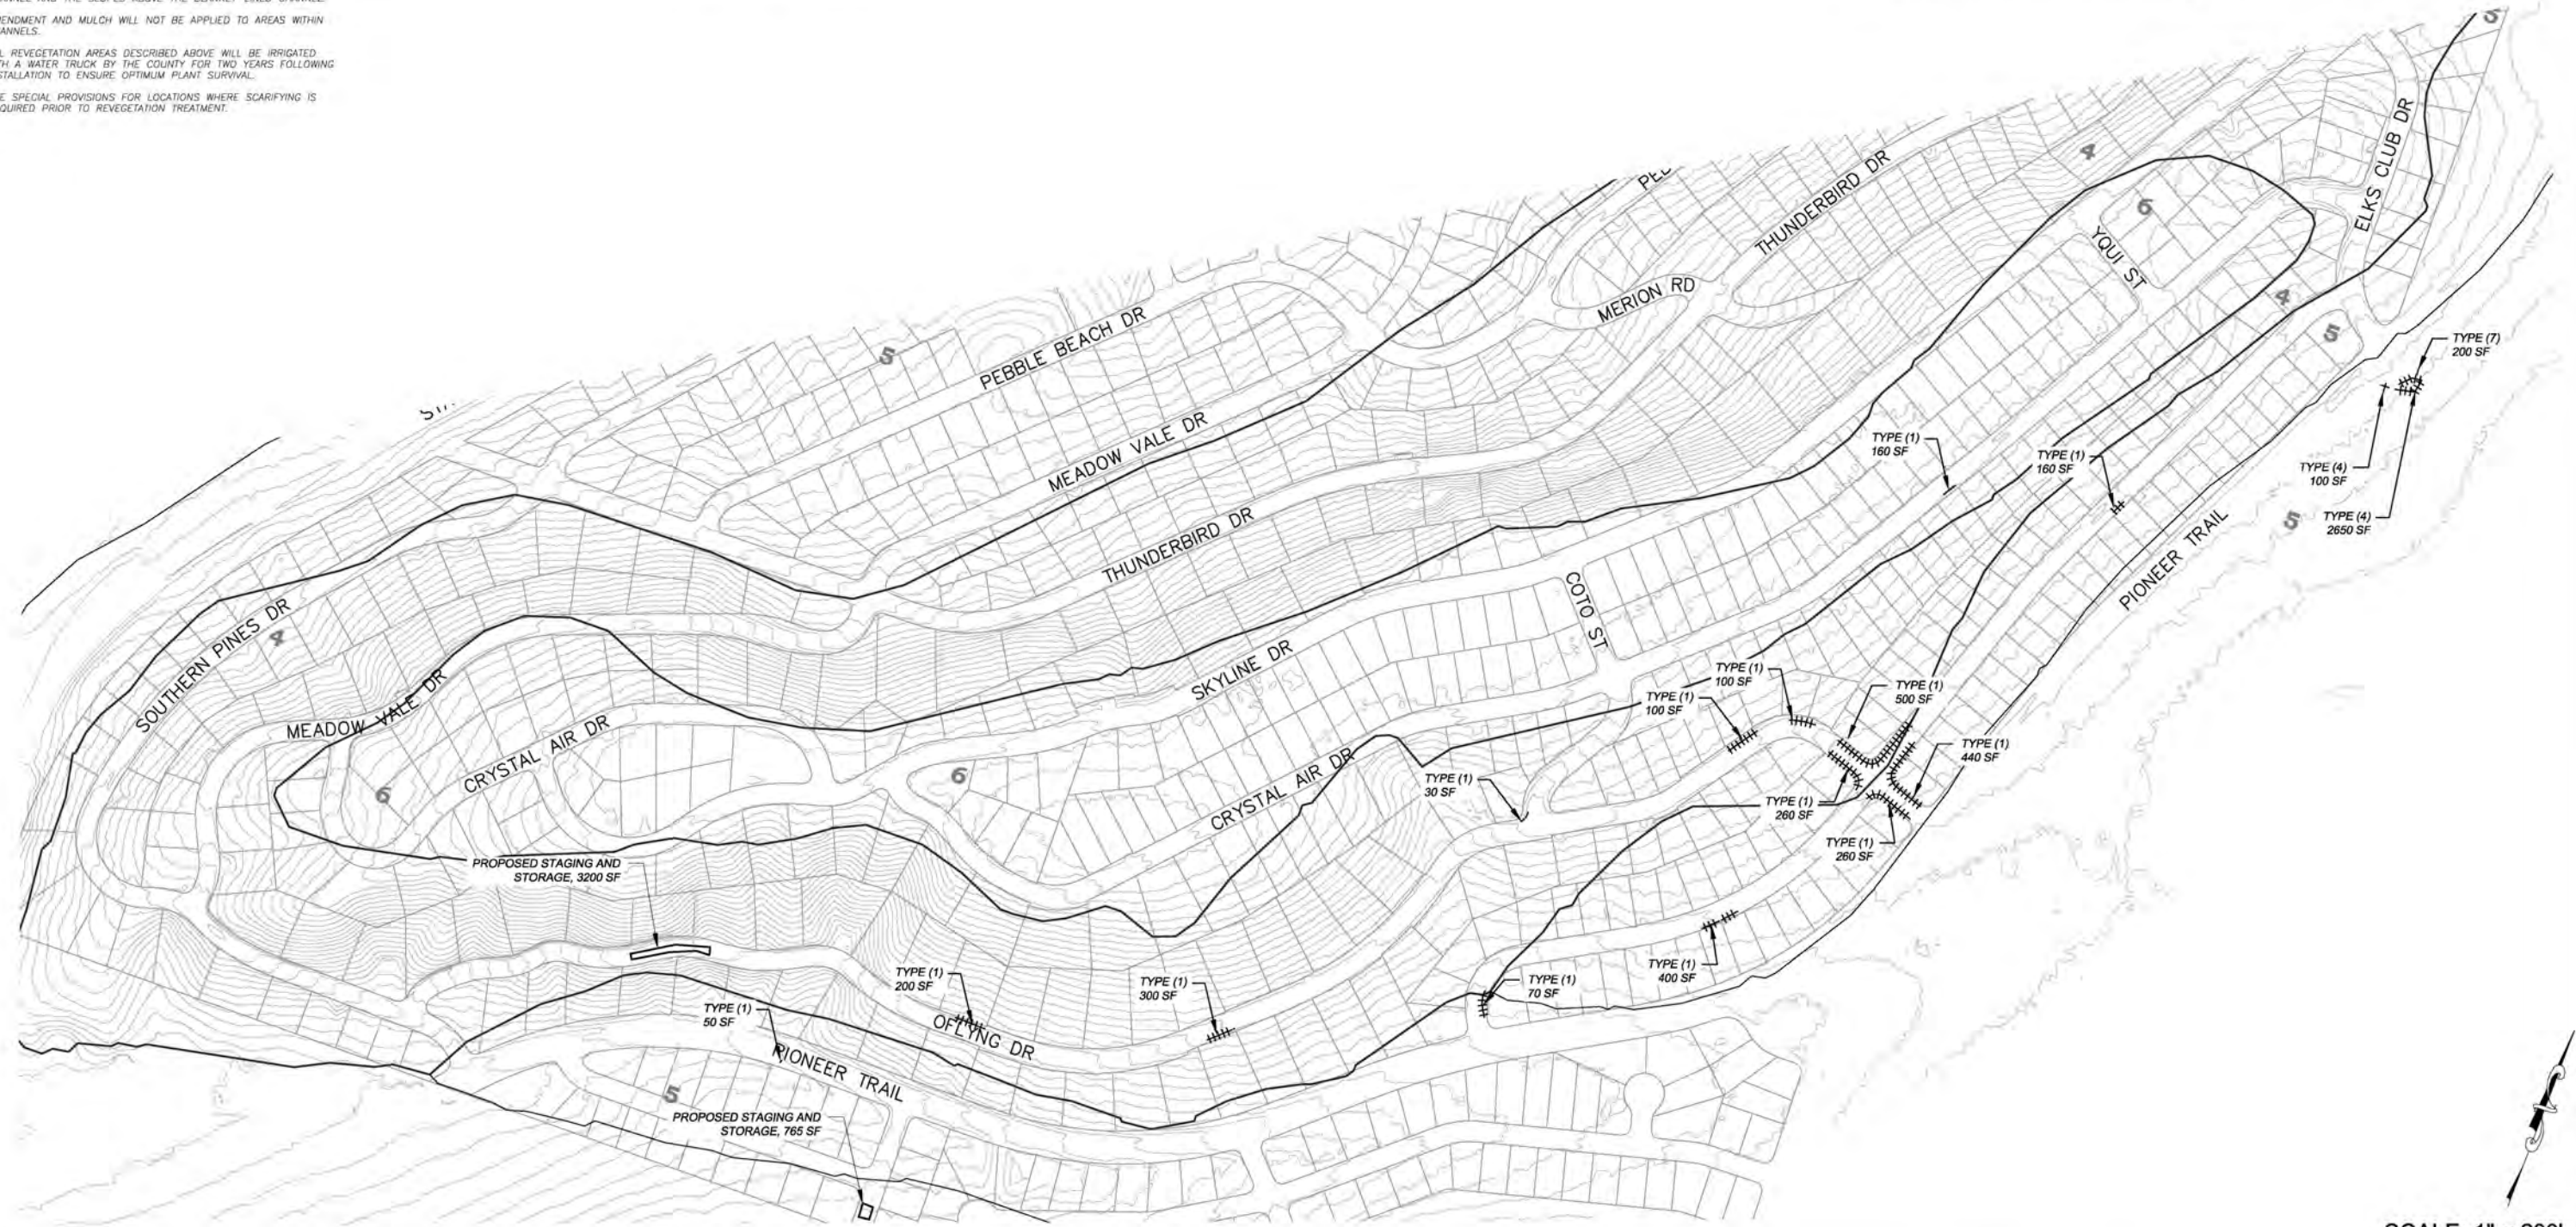 MENDMENT AND MULCH WILL NOT BE APPLIED TO AREAS WITHIN
ANNELS.
L REVEGETATION AREAS DESCRIBED ABOVE WILL BE IRRIGATED
TH A WATER TRUCK BY THE COUNTY FOR TWO YEARS FOLLOWING
STALLATION TO ENSURE OPTIMUM PLANT SURVIVAL.
E SPECIAL PROVISIONS FOR LOCATIONS WHERE SCARIFYING IS
QUIRED PRIOR TO REVEGETATION TREATMENT.
5
ELKS CLUB DR
4
THUNDERBIRD DR
6
YQUI ST
MERION RD
4
5
PEBBLE BEACH DR
5
TYPE (7)
200 SF
MEADOW VALE DR
TYPE (1)
160 SF
TYPE (1)
160 SF
TYPE (4)
100 SF
TYPE (4)
2650 SF
5
PIONEER TRAIL
THUNDERBIRD DR
COTO ST
SOUTHERN PINES DR
4
SKYLINE DR
MEADOW VALE DR
CRYSTAL AIR DR
6
6
CRYSTAL AIR DR
TYPE (1)
100 SF
TYPE (1)
100 SF
TYPE (1)
500 SF
TYPE (1)
440 SF
TYPE (1)
30 SF
TYPE (1)
260 SF
TYPE (1)
260 SF
PROPOSED STAGING AND
STORAGE, 3200 SF
TYPE (1)
200 SF
TYPE (1)
300 SF
TYPE (1)
70 SF
TYPE (1)
400 SF
TYPE (1)
50 SF
OFLYNG DR
PIONEER TRAIL
5
PROPOSED STAGING AND
STORAGE, 765 SF